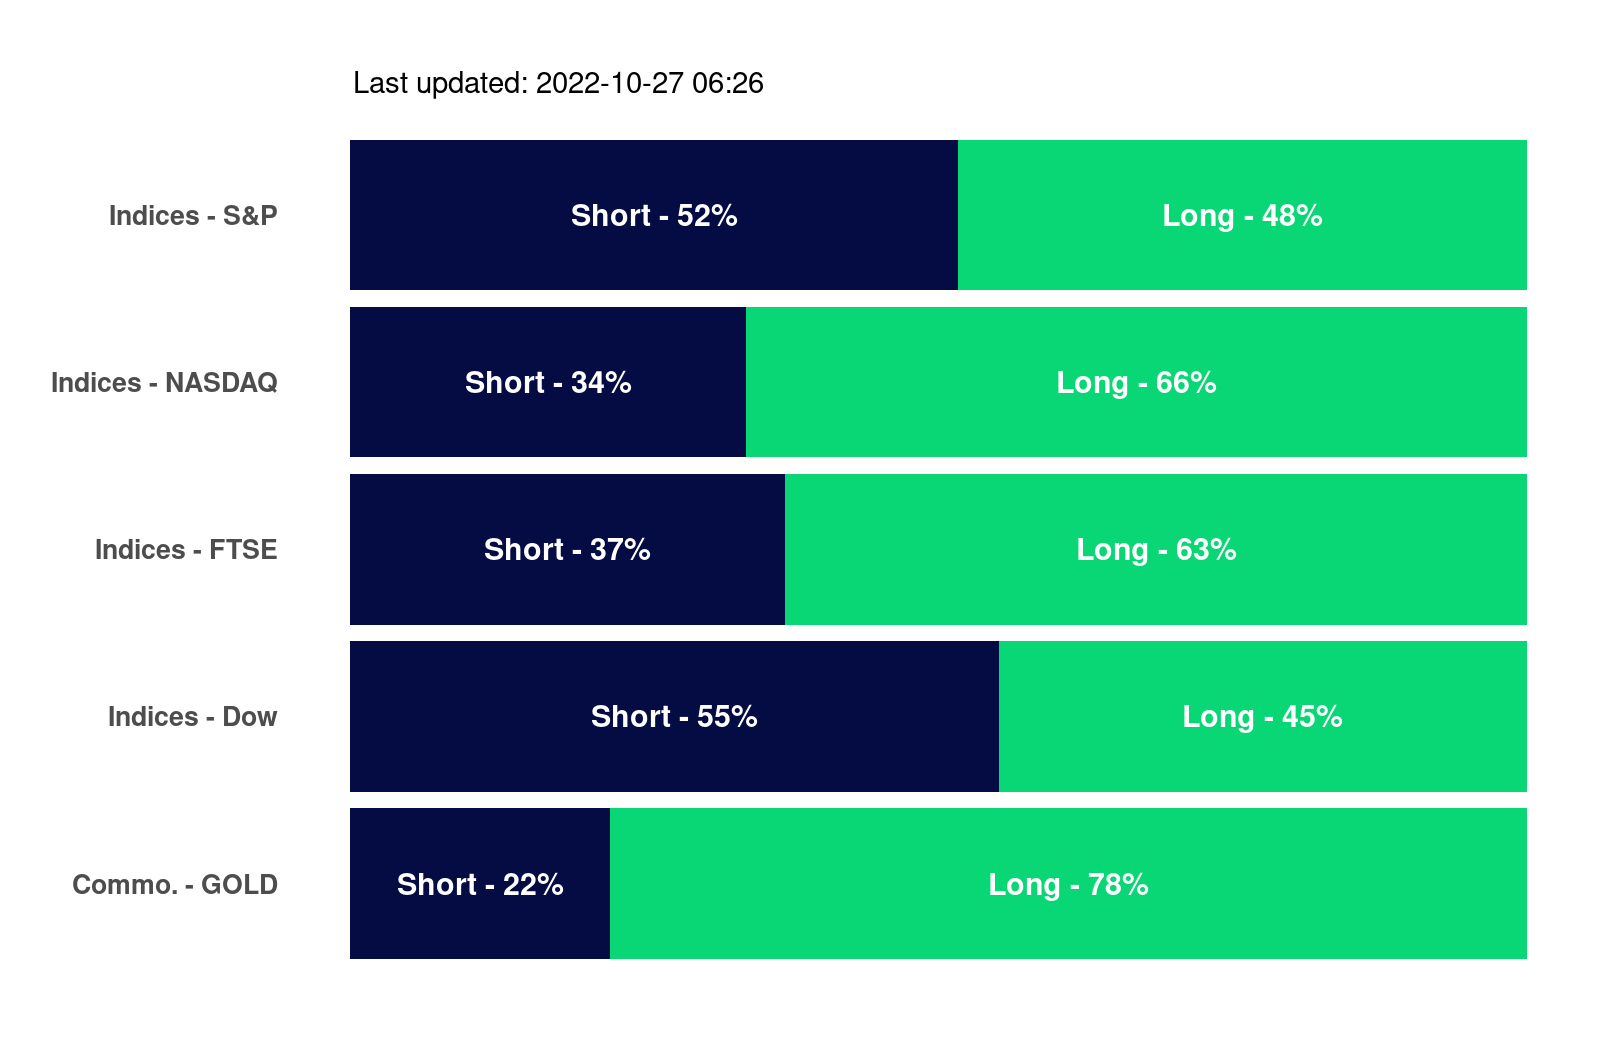 Last updated: 2022-10-27 06:26
Indices - S&P Short - 52% Long - 48%
Indices - NASDAQ Short - 34% Long - 66%
Indices - FTSE Short - 37% Long - 63%
Indices - Dow Short - 55% Long - 45%
Commo. - GOLD Short - 22% Long - 78%